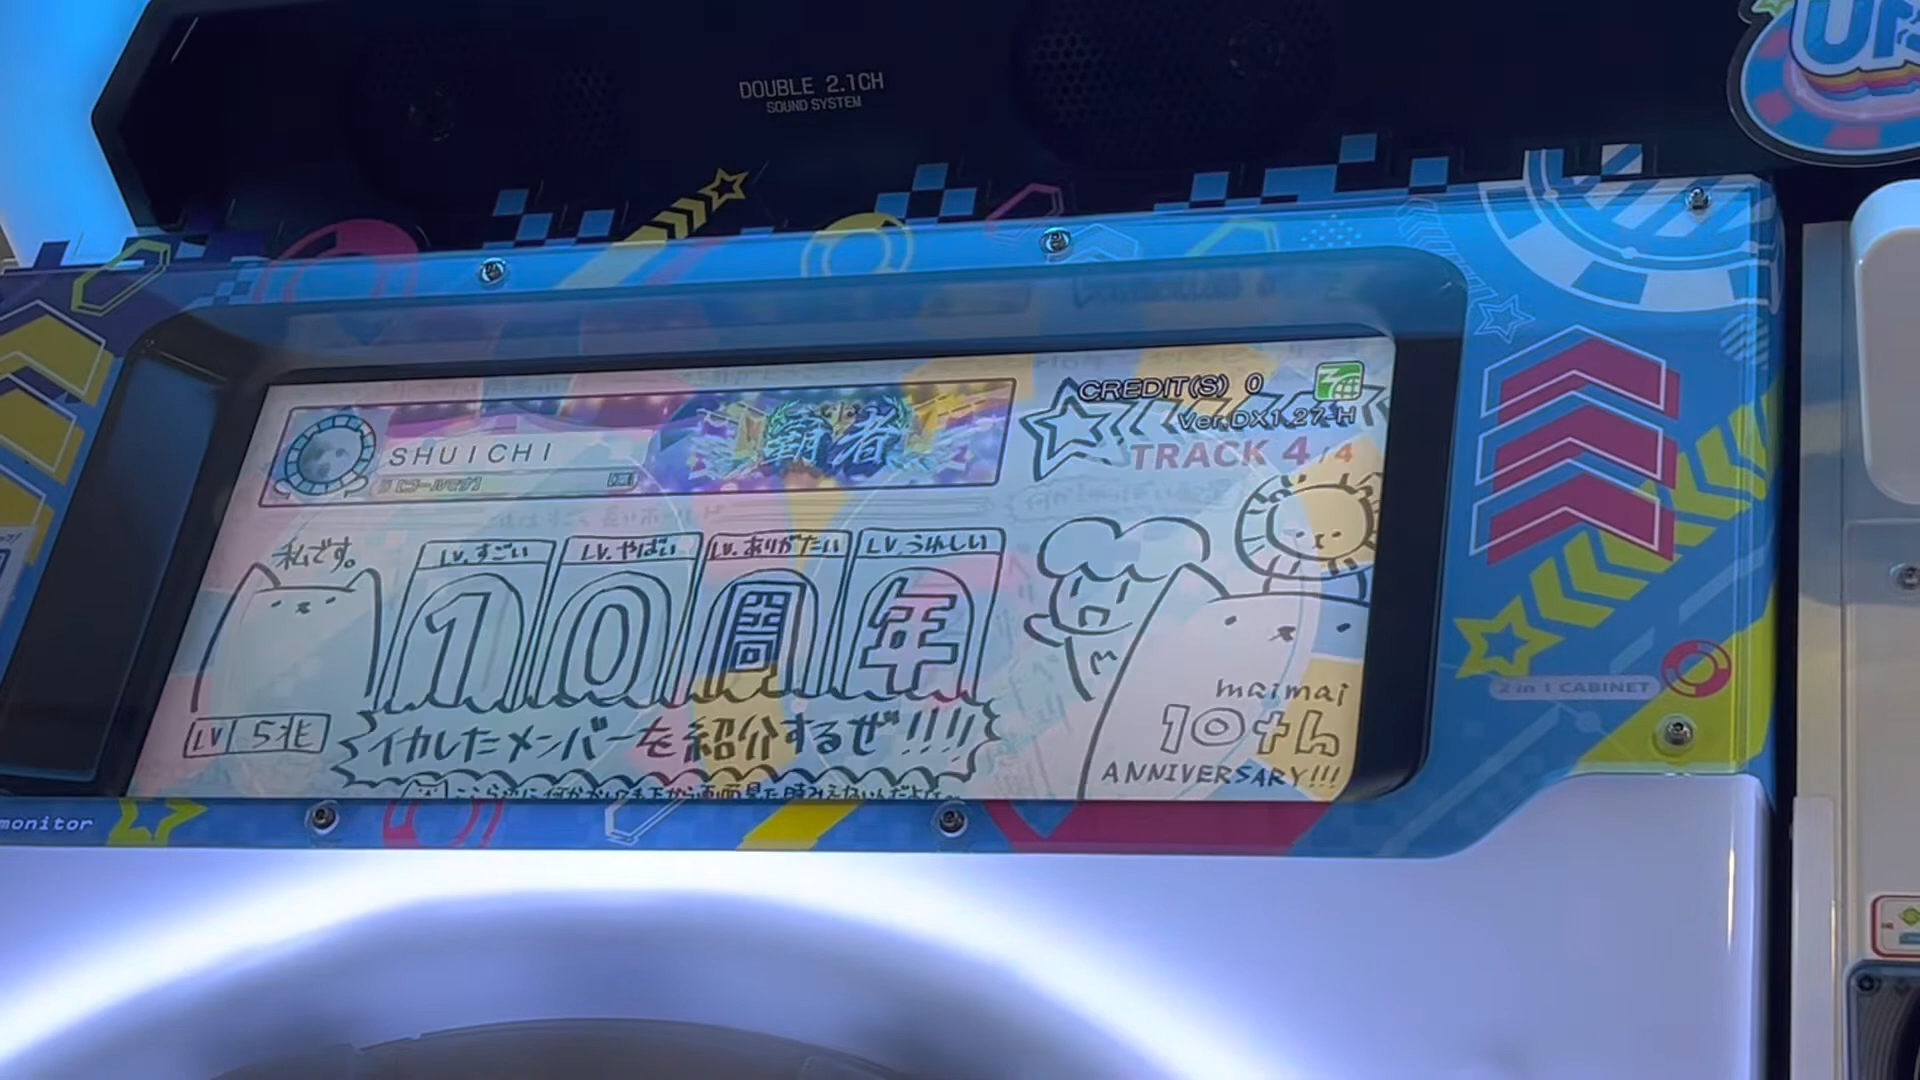 DOUBLE 2.1CH
SOUND SYSTEM
CREDIT(S) 0
Ver.DX1.27-H
TRACK 4/4
SHUICHI
覇者
私です。
LV.すごい
LV.やばい
LV.ありがたい
LV.うれしい
10周年
LV 5兆
イカしたメンバーを紹介するぜ!!!!
maimai
10th
ANNIVERSARY!!!
2 in 1 CABINET
monitor